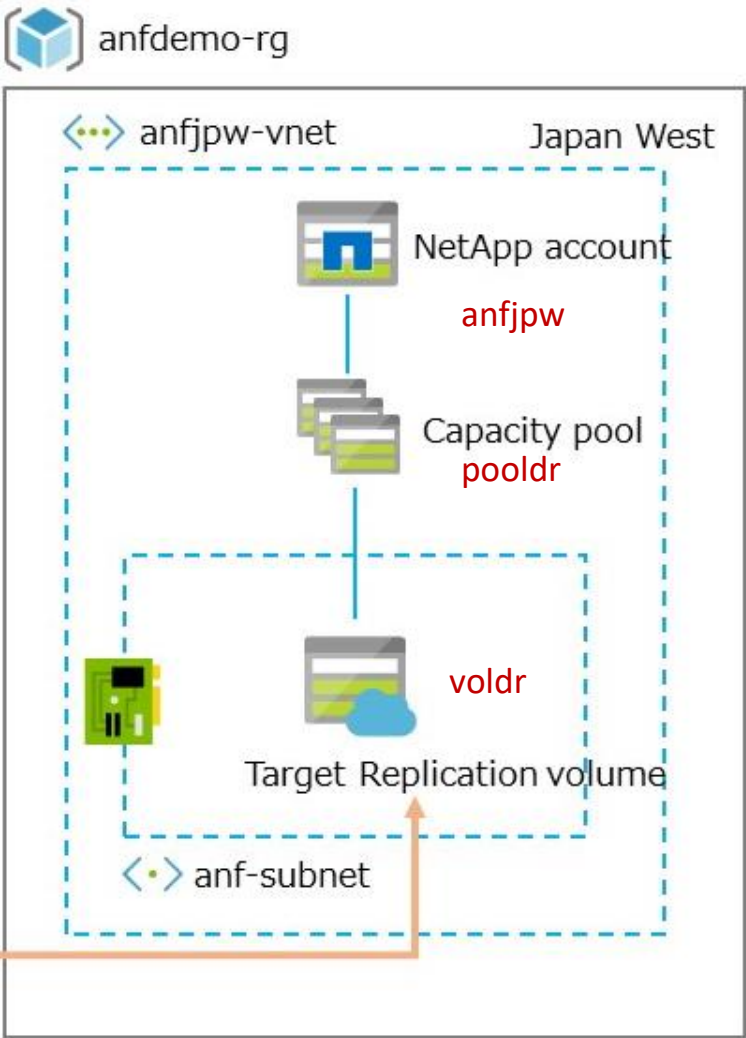 anfdemo-rg
anfjpw-vnet
Japan West
NetApp account
anfjpw
Capacity pool
pooldr
voldr
Target Replication volume
anf-subnet